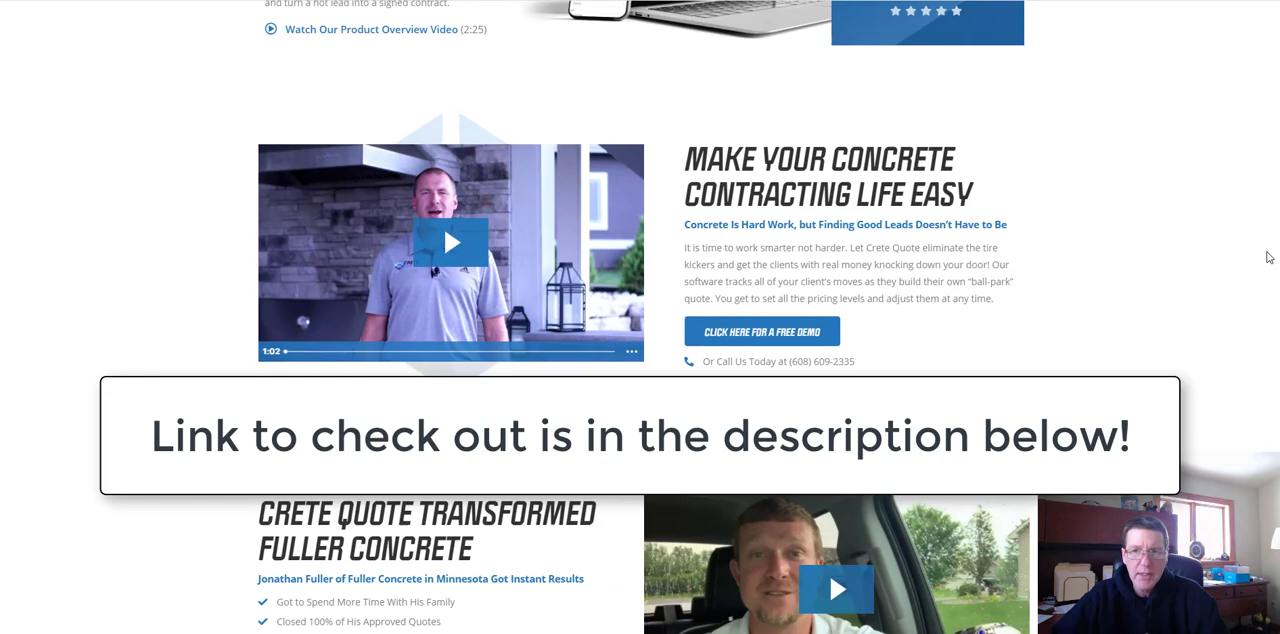 and turn a hot lead into a signed contract.
Watch Our Product Overview Video (2:25)
MAKE YOUR CONCRETE
CONTRACTING LIFE EASY
Concrete Is Hard Work, but Finding Good Leads Doesn't Have to Be
It is time to work smarter not harder. Let Crete Quote eliminate the tire
kickers and get the clients with real money knocking down your door! Our
software tracks all of your client's moves as they build their own "ball-park"
quote. You get to set all the pricing levels and adjust them at any time.
CLICK HERE FOR A FREE DEMO
1:02
Or Call Us Today at (608) 609-2335
Link to check out is in the description below!
CRETE QUOTE TRANSFORMED
FULLER CONCRETE
Jonathan Fuller of Fuller Concrete in Minnesota Got Instant Results
Got to Spend More Time With His Family
Closed 100% of His Approved Quotes